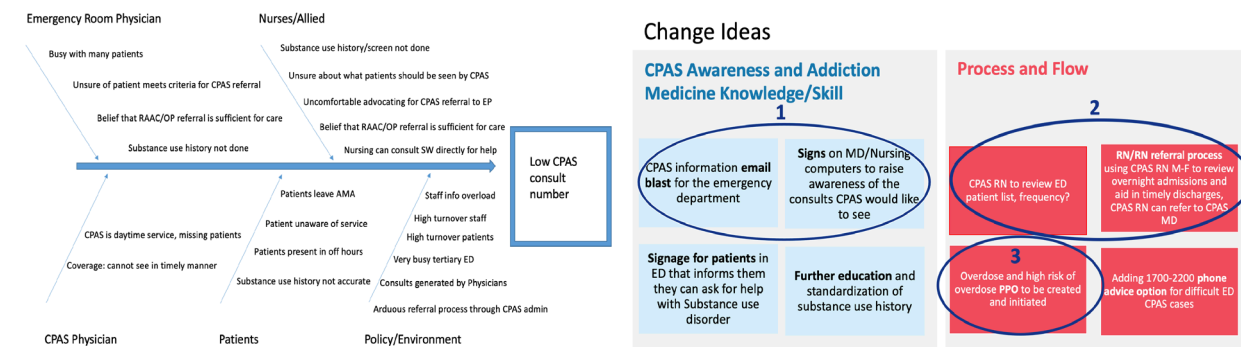 Emergency Room Physician
Busy with many patients
Unsure of patient meets criteria for CPAS referral
Belief that RAAC/OP referral is sufficient for care
Substance use history not done
Nurses/Allied
Substance use history/screen not done
Unsure about what patients should be seen by CPAS
Uncomfortable advocating for CPAS referral to EP
Belief that RAAC/OP referral is sufficient for care
Nursing can consult SW directly for help
Low CPAS
consult
number
CPAS is daytime service, missing patients
Coverage: cannot see in timely manner
CPAS Physician
Patients leave AMA
Patient unaware of service
Patients present in off hours
Substance use history not accurate
Patients
Staff info overload
High turnover staff
High turnover patients
Very busy tertiary ED
Consults generated by Physicians
Arduous referral process through CPAS admin
Policy/Environment
Change Ideas
CPAS Awareness and Addiction
Medicine Knowledge/Skill
1
CPAS information email
blast for the emergency
department
Signs on MD/Nursing
computers to raise
awareness of the
consults CPAS would like
to see
Signage for patients in
ED that informs them
they can ask for help
with Substance use
disorder
Further education and
standardization of
substance use history
Process and Flow
2
CPAS RN to review ED
patient list, frequency?
RN/RN referral process
using CPAS RN M-F to review
overnight admissions and
aid in timely discharges,
CPAS RN can refer to CPAS
MD
3
Overdose and high risk of
overdose PPO to be created
and initiated
Adding 1700-2200 phone
advice option for difficult ED
CPAS cases